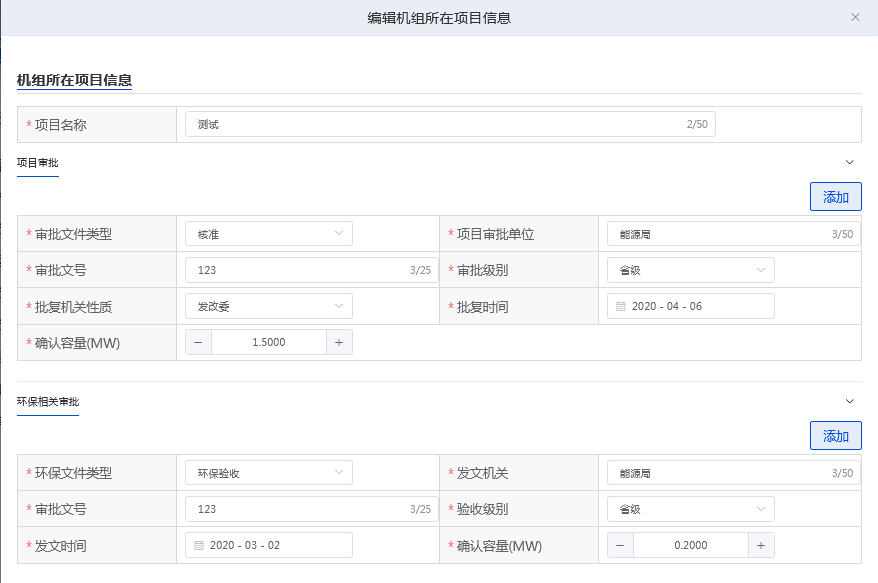 编辑机组所在项目信息
机组所在项目信息
* 项目名称 测试 2/50
项目审批
添加
* 审批文件类型 核准 * 项目审批单位 能源局 3/50
* 审批文号 123 3/25 * 审批级别 省级
* 批复机关性质 发改委 * 批复时间 2020 - 04 - 06
* 确认容量(MW) − 1.5000 +
环保相关审批
添加
* 环保文件类型 环保验收 * 发文机关 能源局 3/50
* 审批文号 123 3/25 * 验收级别 省级
* 发文时间 2020 - 03 - 02 * 确认容量(MW) − 0.2000 +